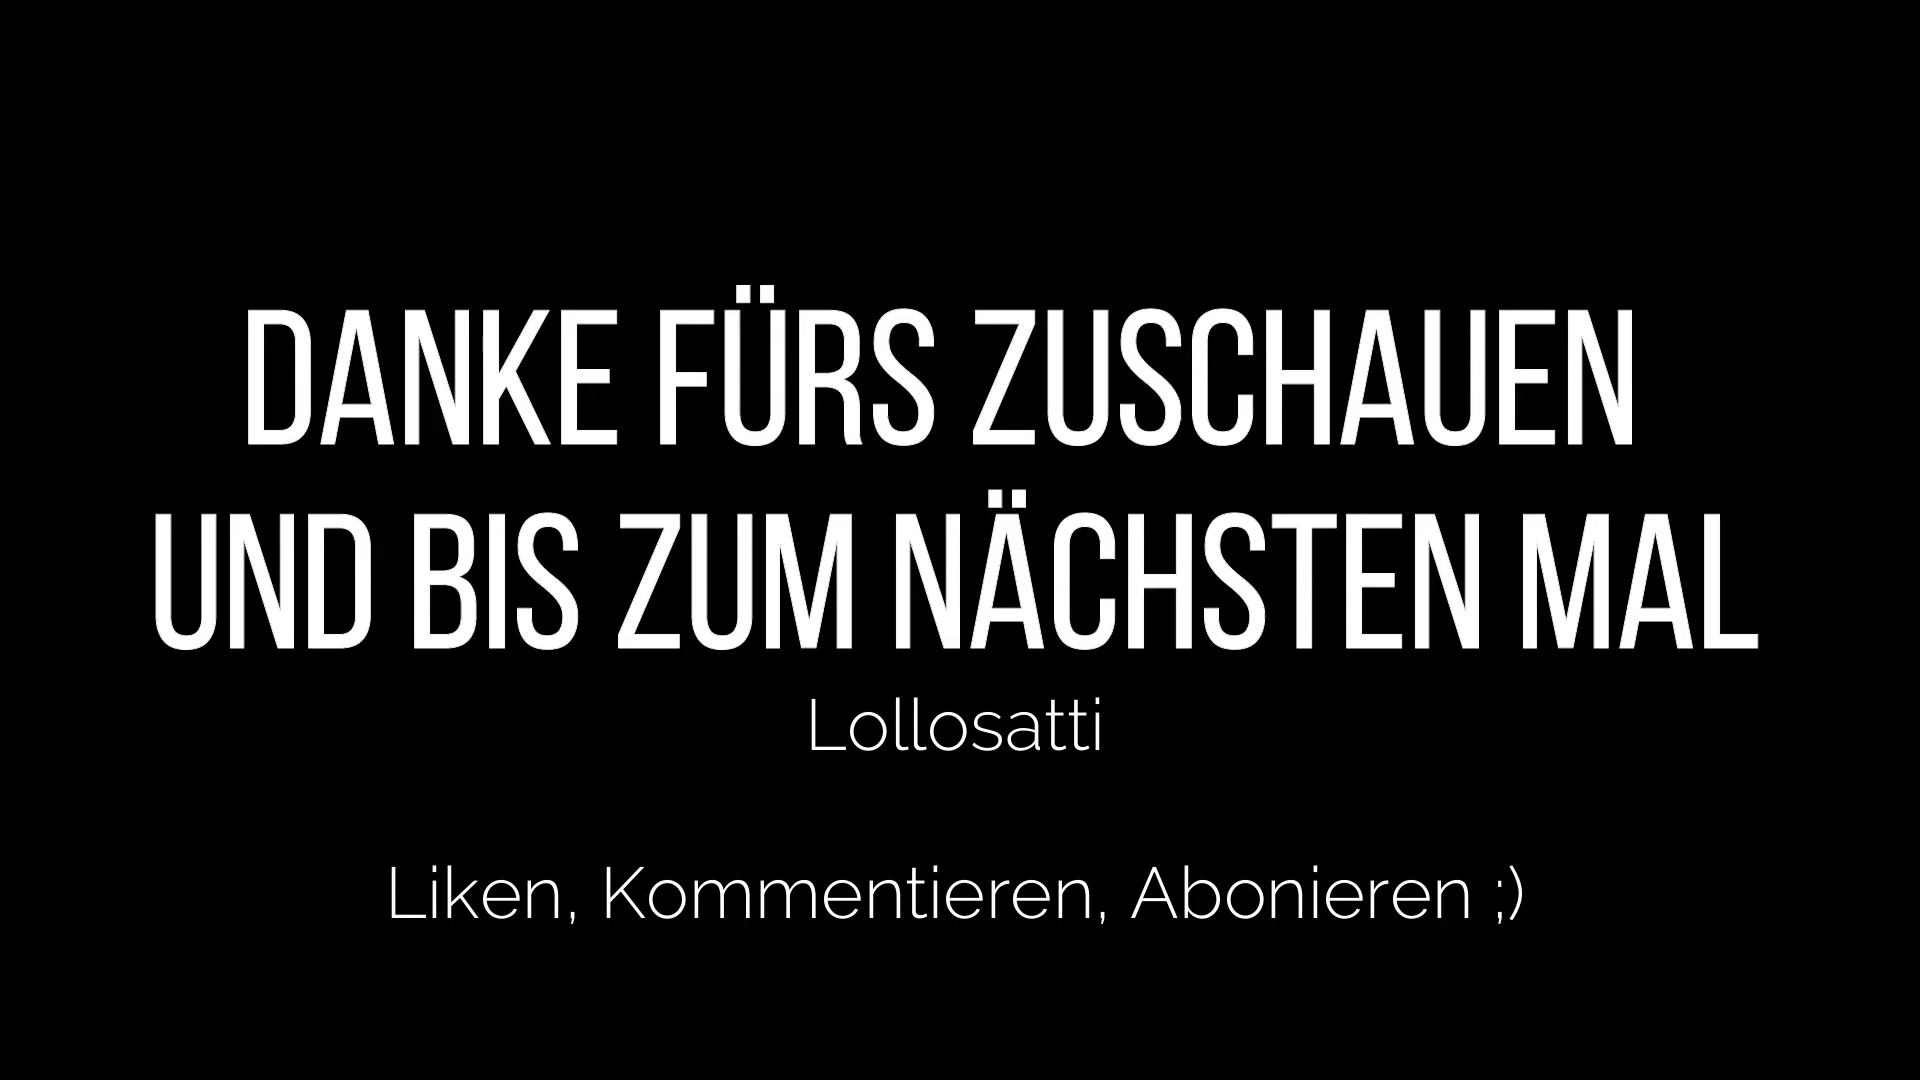 DANKE FÜRS ZUSCHAUEN
UND BIS ZUM NÄCHSTEN MAL
Lollosatti
Liken, Kommentieren, Abonieren ;)